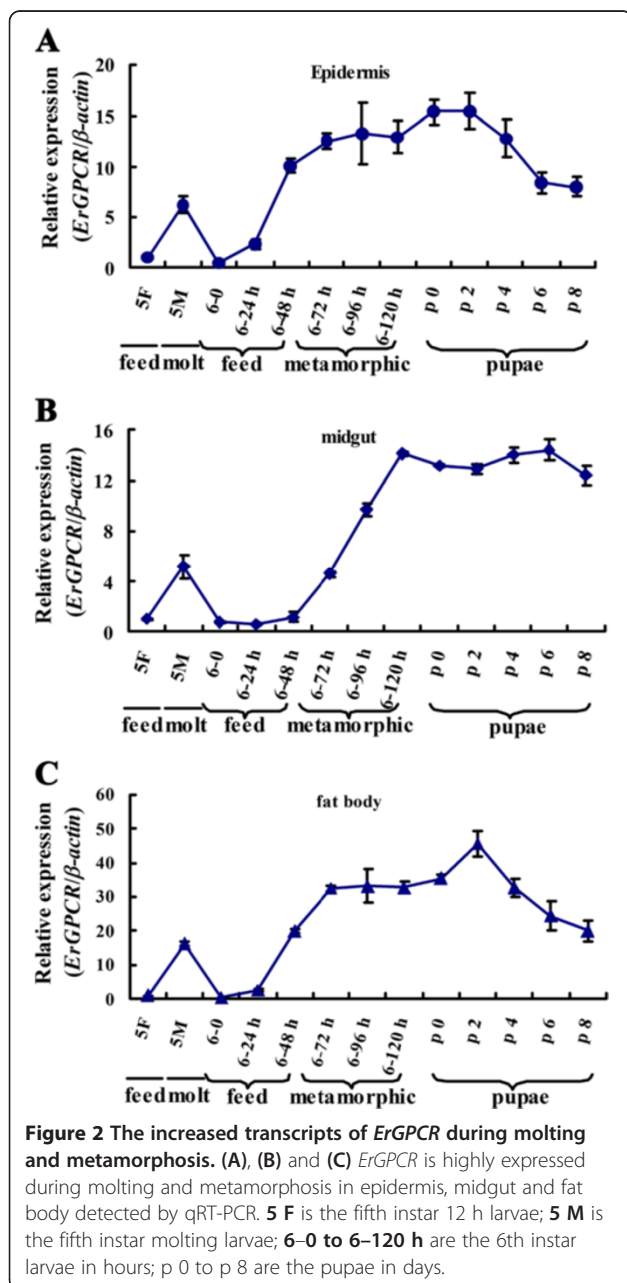 A
Epidermis
Relative expression
(ErGPCR/β-actin)
20
15
10
5
0
5F 5M 6-0 6-24 h 6-48 h 6-72 h 6-96 h 6-120 h p 0 p 2 p 4 p 6 p 8
feed molt feed metamorphic pupae
B
midgut
Relative expression
(ErGPCR/β-actin)
16
12
8
4
0
5F 5M 6-0 6-24 h 6-48 h 6-72 h 6-96 h 6-120 h p 0 p 2 p 4 p 6 p 8
feed molt feed metamorphic pupae
C
fat body
Relative expression
(ErGPCR/β-actin)
60
50
40
30
20
10
0
5F 5M 6-0 6-24 h 6-48 h 6-72 h 6-96 h 6-120 h p 0 p 2 p 4 p 6 p 8
feed molt feed metamorphic pupae
Figure 2 The increased transcripts of ErGPCR during molting
and metamorphosis. (A), (B) and (C) ErGPCR is highly expressed
during molting and metamorphosis in epidermis, midgut and fat
body detected by qRT-PCR. 5 F is the fifth instar 12 h larvae; 5 M is
the fifth instar molting larvae; 6–0 to 6–120 h are the 6th instar
larvae in hours; p 0 to p 8 are the pupae in days.